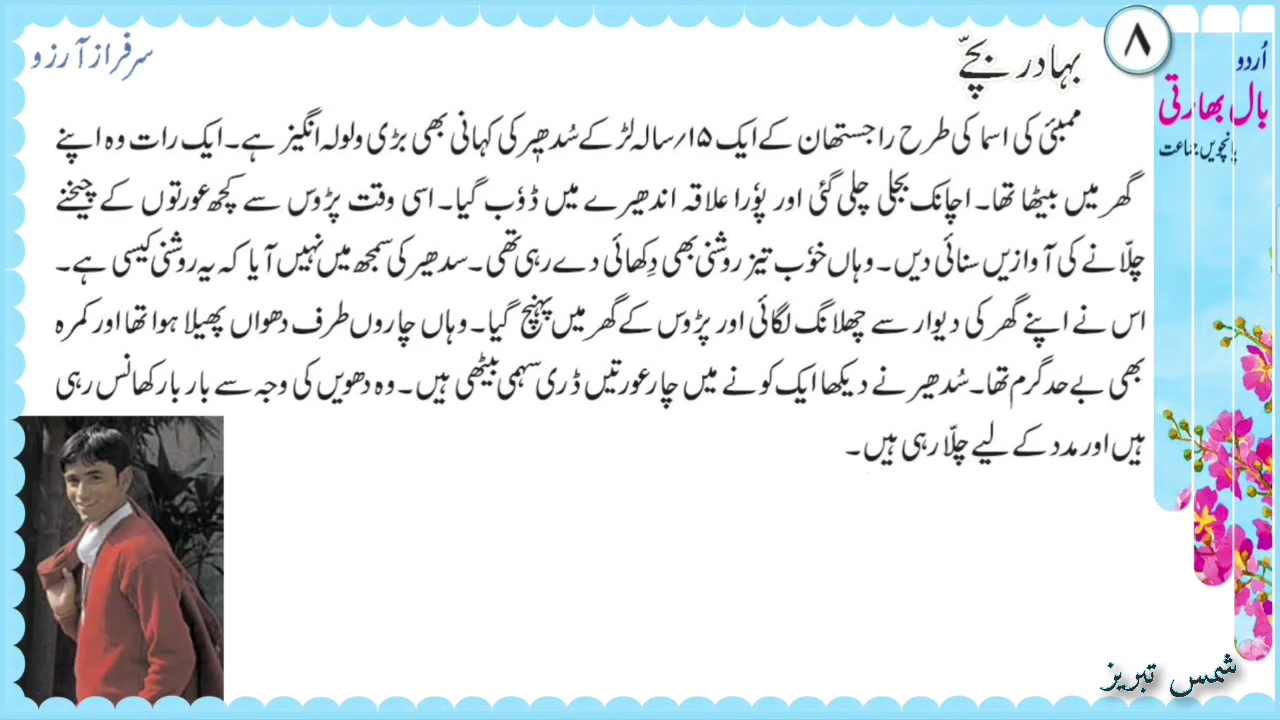 ۸
بہادر بچّے
سرفراز آرزو
اُردو
بال بھارتی
پانچویں جماعت
ممبئی کی اسما کی طرح راجستھان کے ایک ۱۵؍سالہ لڑکے سُدھیر کی کہانی بھی بڑی ولولہ انگیز ہے۔ ایک رات وہ اپنے
گھر میں بیٹھا تھا۔ اچانک بجلی چلی گئی اور پوٗرا علاقہ اندھیرے میں ڈوٗب گیا۔ اسی وقت پڑوس سے کچھ عورتوں کے چیخنے
چلّانے کی آوازیں سنائی دیں۔ وہاں خوٗب تیز روشنی بھی دِکھائی دے رہی تھی۔ سدھیر کی سمجھ میں نہیں آیا کہ یہ روشنی کیسی ہے۔
اس نے اپنے گھر کی دیوار سے چھلانگ لگائی اور پڑوس کے گھر میں پہنچ گیا۔ وہاں چاروں طرف دھواں پھیلا ہوا تھا اور کمرہ
بھی بے حد گرم تھا۔ سُدھیر نے دیکھا ایک کونے میں چار عورتیں ڈری سہمی بیٹھی ہیں۔ وہ دھویں کی وجہ سے بار بار کھانس رہی
ہیں اور مدد کے لیے چلّا رہی ہیں۔
شمس تبریز